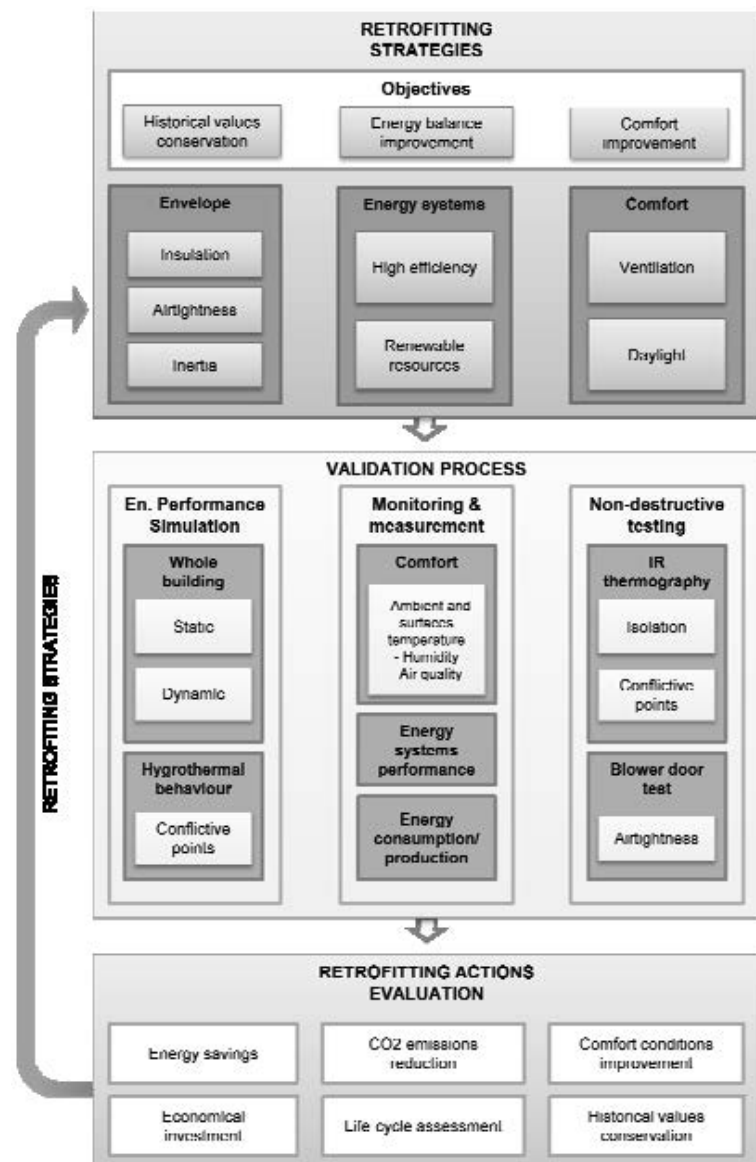 RETROFITTING
STRATEGIES
Objectives
Historical values
conservation
Energy balance
improvement
Comfort
improvement
Envelope
Insulation
Airtightness
Inertia
Energy systems
High efficiency
Renewable
resources
Comfort
Ventilation
Daylight
VALIDATION PROCESS
En. Performance
Simulation
Whole
building
Static
Dynamic
Hygrothermal
behaviour
Conflictive
points
Monitoring &
measurement
Comfort
Ambient and
surfaces
temperature
- Humidity
Air quality
Energy
systems
performance
Energy
consumption/
production
Non-destructive
testing
IR
thermography
Isolation
Conflictive
points
Blower door
test
Airtightness
RETROFITING STRATEGIES
RETROFITTING ACTIONS
EVALUATION
Energy savings
CO2 emissions
reduction
Comfort conditions
improvement
Economical
investment
Life cycle assessment
Historical values
conservation